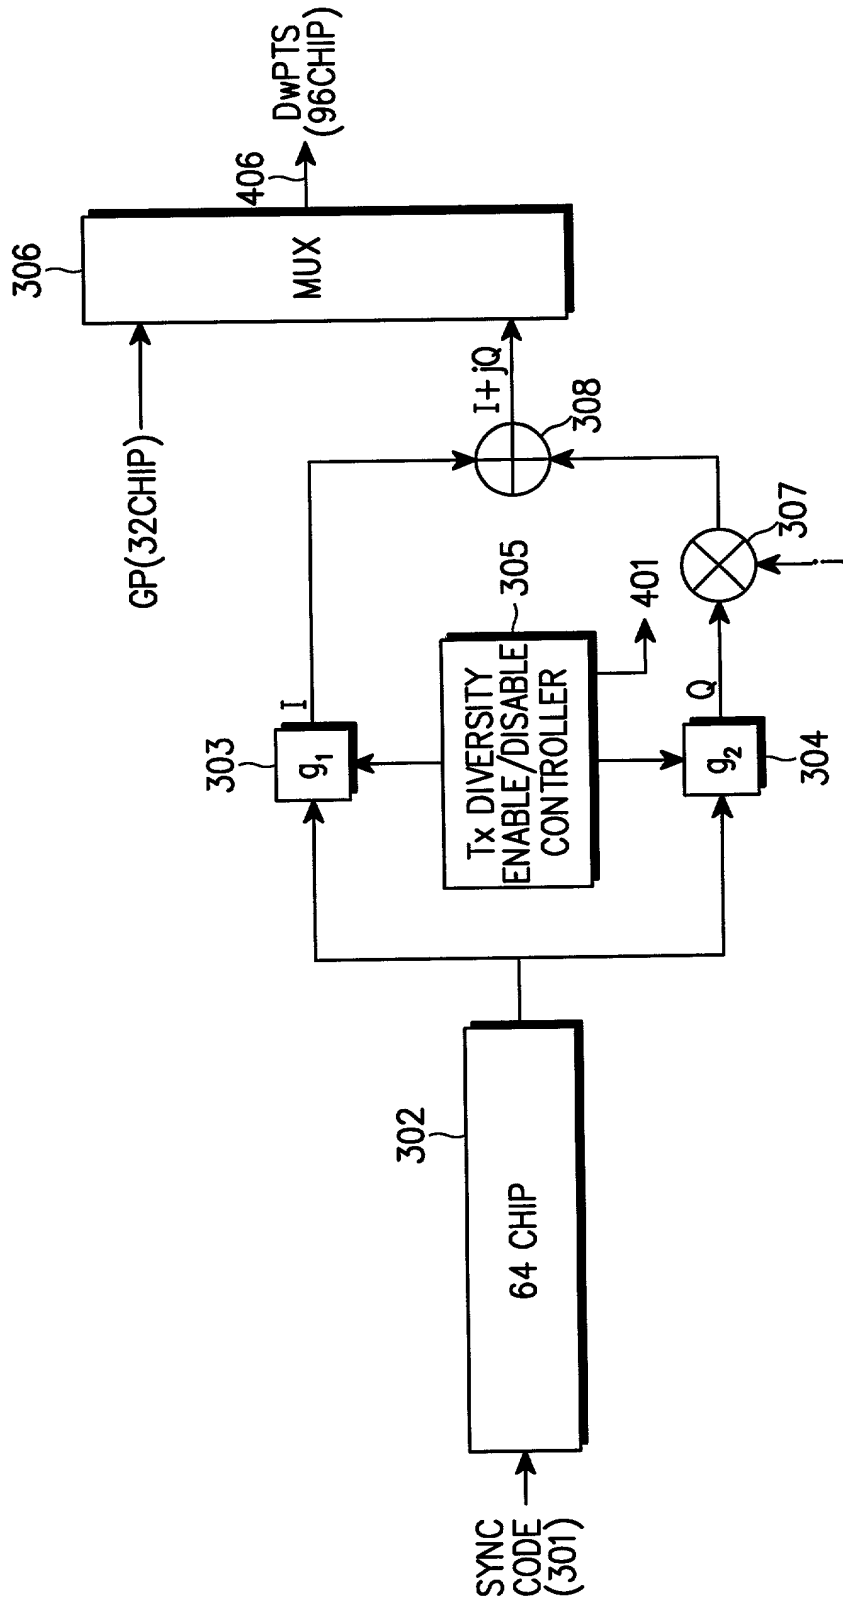 SYNC
CODE
(301)
302
64 CHIP
303
g1
I
Tx DIVERSITY
ENABLE/DISABLE
CONTROLLER
305
401
g2
304
Q
307
j
308
I+jQ
GP(32CHIP)
306
MUX
406
DwPTS
(96CHIP)